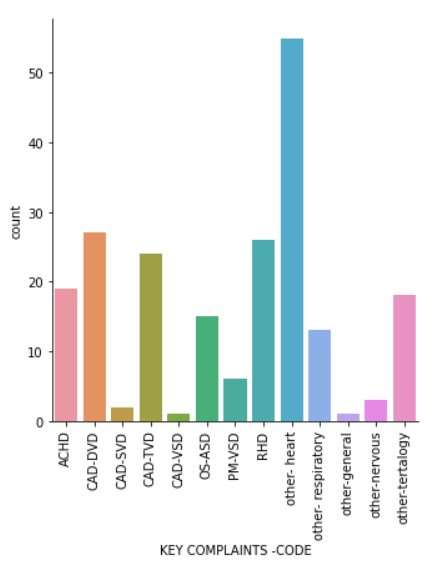 50
40
30
20
10
0
count
ACHD
CAD-DVD
CAD-SVD
CAD-TVD
CAD-VSD
OS-ASD
PM-VSD
RHD
other- heart
other- respiratory
other-general
other-nervous
other-tertalogy
KEY COMPLAINTS -CODE